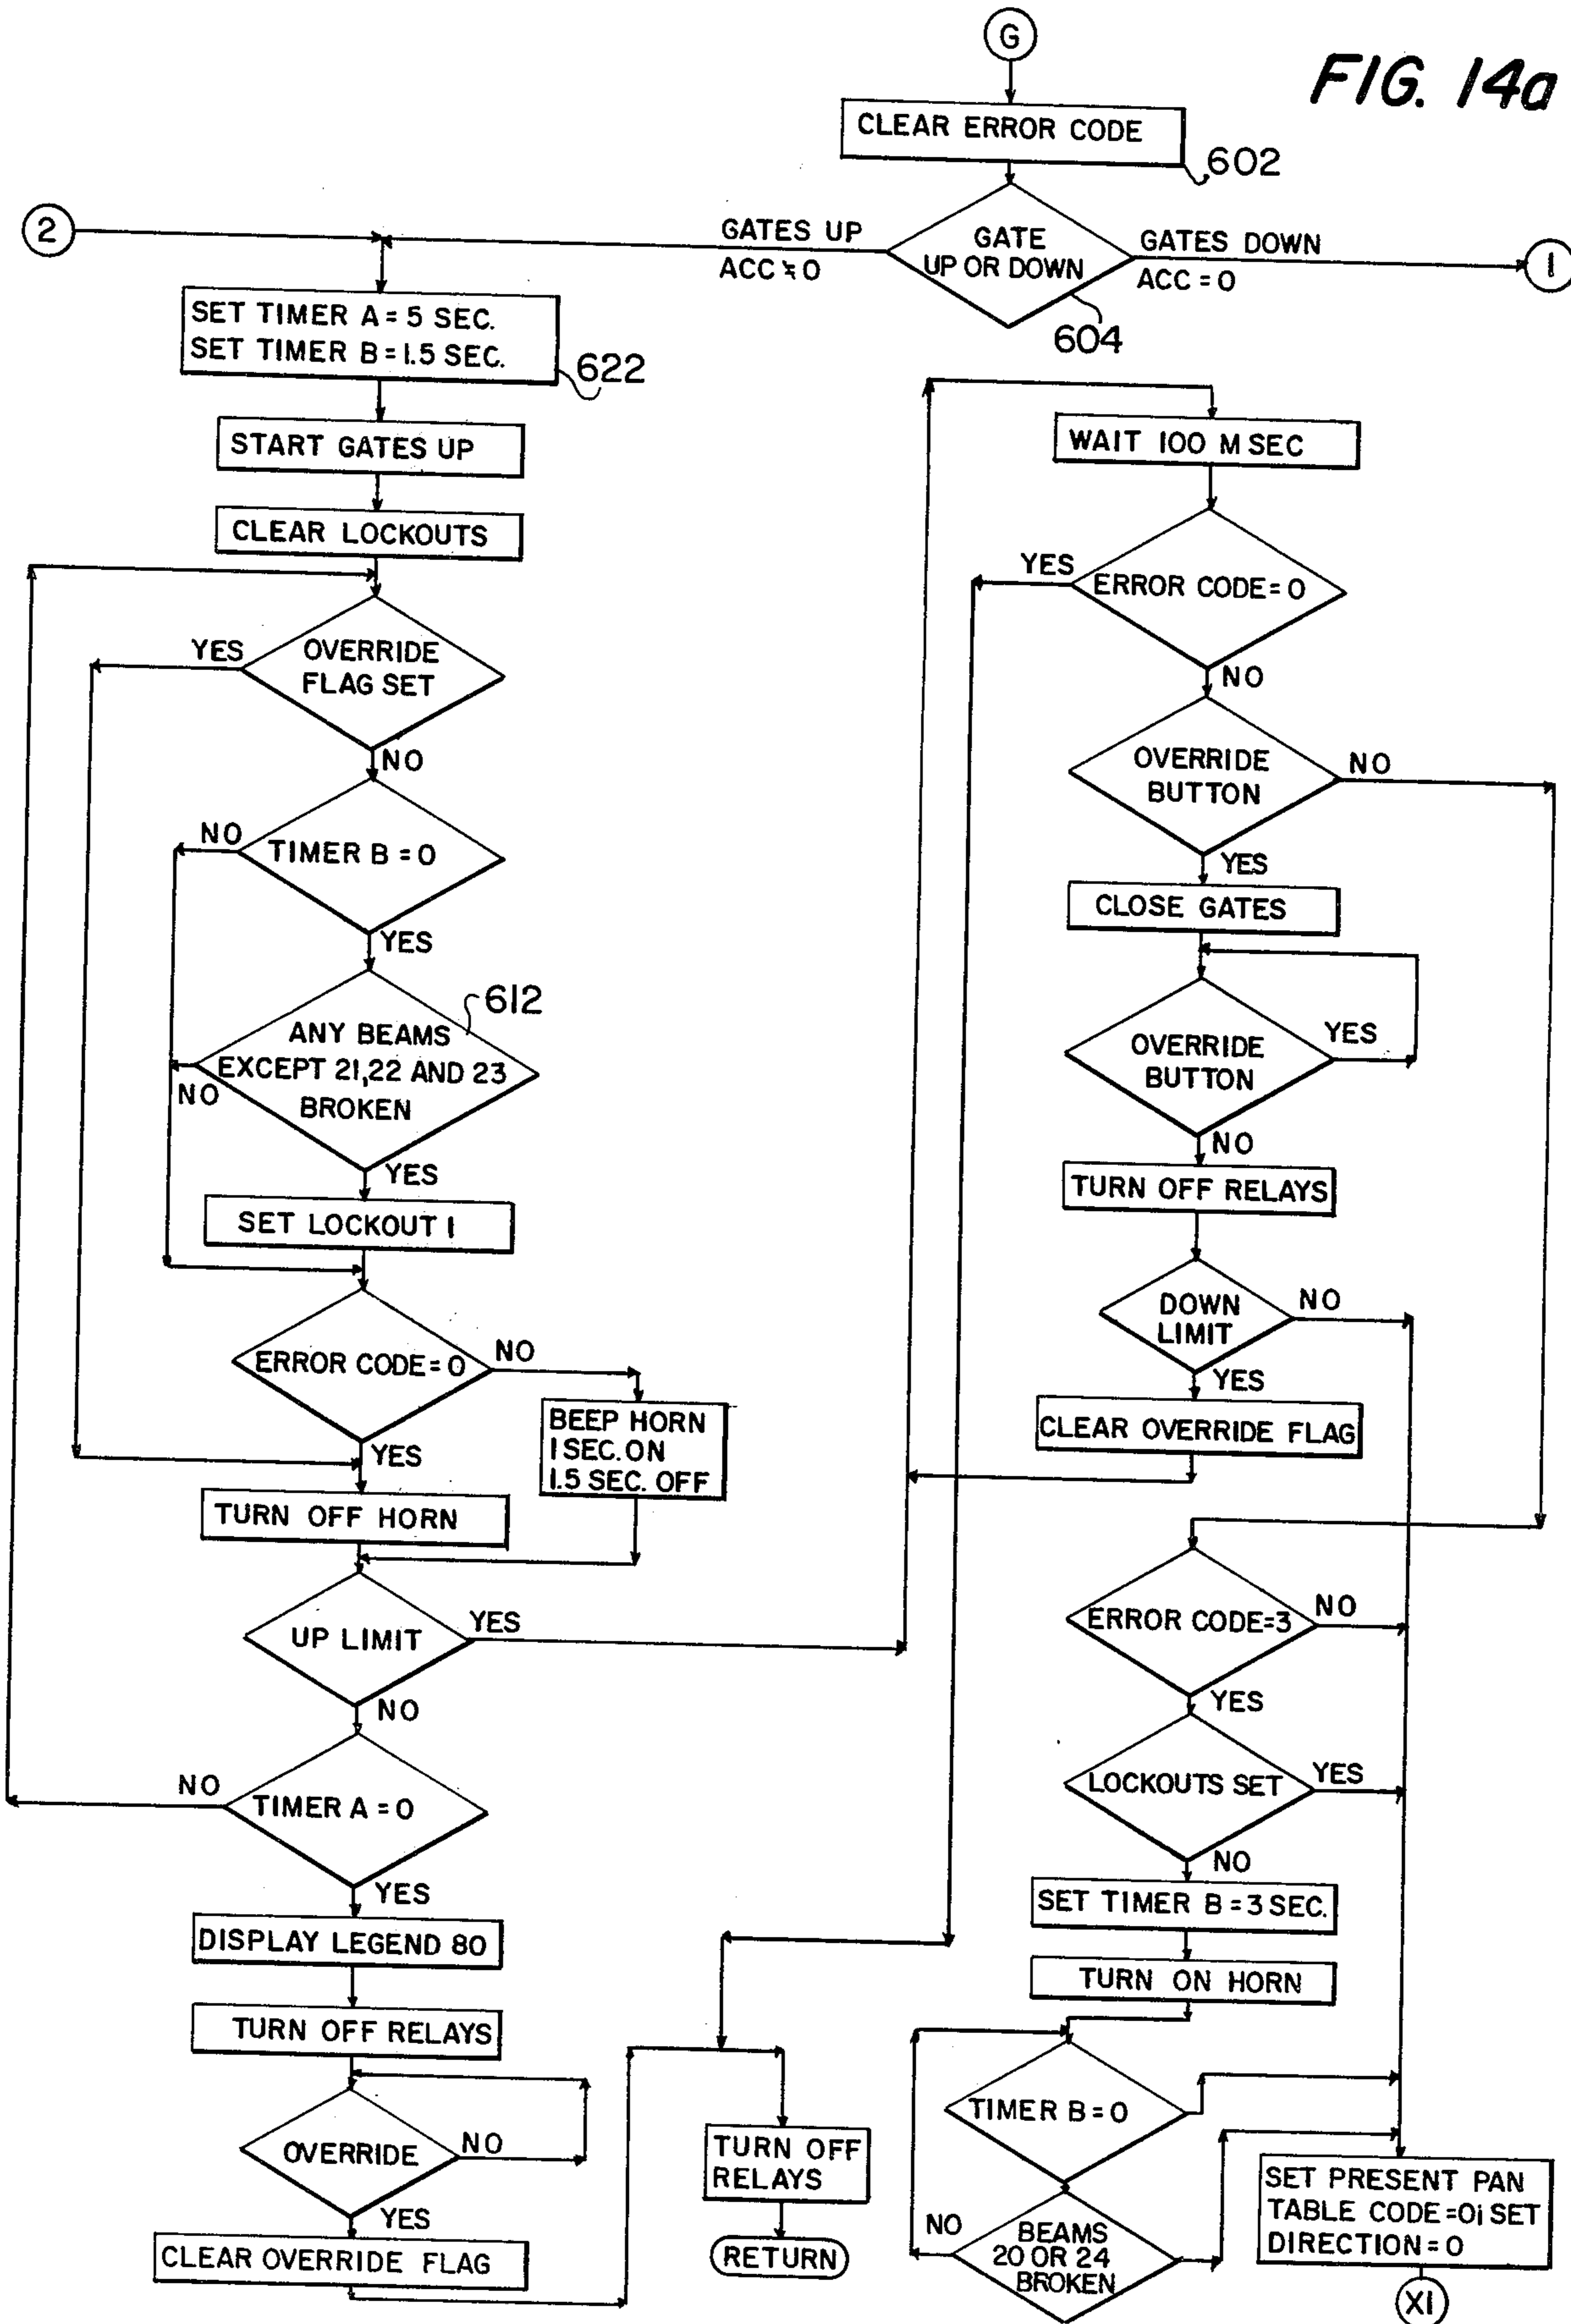 G
FIG. 14a
CLEAR ERROR CODE
602
2
GATES UP
ACC ≠ 0
GATE
UP OR DOWN
GATES DOWN
ACC = 0
1
604
SET TIMER A = 5 SEC.
SET TIMER B = 1.5 SEC.
622
START GATES UP
CLEAR LOCKOUTS
YES
OVERRIDE
FLAG SET
NO
NO
TIMER B = 0
YES
612
ANY BEAMS
EXCEPT 21, 22 AND 23
BROKEN
NO
YES
SET LOCKOUT 1
ERROR CODE = 0
NO
YES
BEEP HORN
1 SEC. ON
1.5 SEC. OFF
TURN OFF HORN
UP LIMIT
YES
NO
NO
TIMER A = 0
YES
DISPLAY LEGEND 80
TURN OFF RELAYS
OVERRIDE
NO
YES
CLEAR OVERRIDE FLAG
TURN OFF
RELAYS
RETURN
WAIT 100 M SEC
YES
ERROR CODE = 0
NO
OVERRIDE
BUTTON
NO
YES
CLOSE GATES
OVERRIDE
BUTTON
YES
NO
TURN OFF RELAYS
DOWN
LIMIT
NO
YES
CLEAR OVERRIDE FLAG
ERROR CODE=3
NO
YES
LOCKOUTS SET
YES
NO
SET TIMER B = 3 SEC.
TURN ON HORN
TIMER B = 0
NO
BEAMS
20 OR 24
BROKEN
SET PRESENT PAN
TABLE CODE =0; SET
DIRECTION = 0
X1